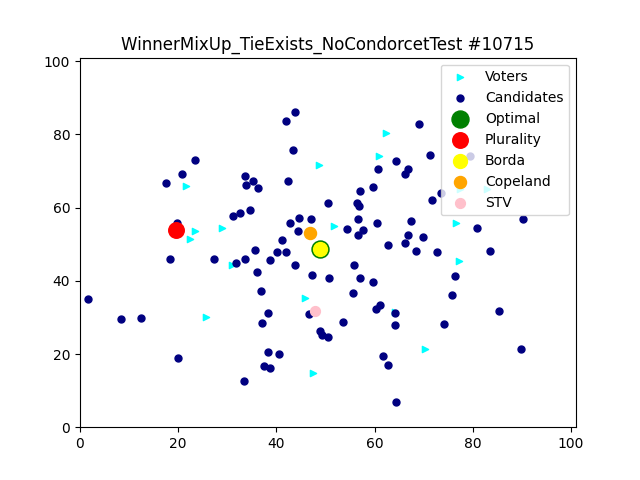 WinnerMixUp_TieExists_NoCondorcetTest #10715
100
80
60
40
20
0
0 20 40 60 80 100
Voters
Candidates
Optimal
Plurality
Borda
Copeland
STV